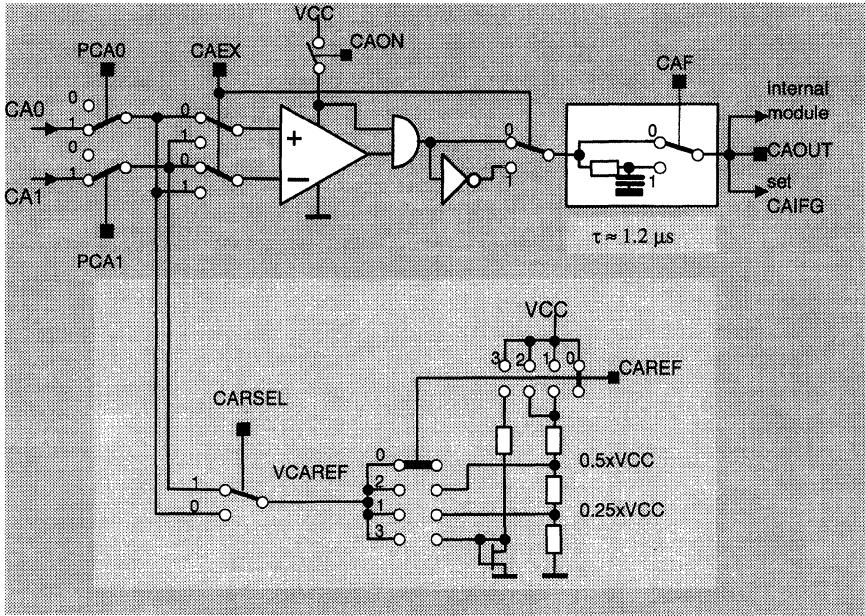 VCC
PCA0
CAEX
CAON
CAF
0
CA0
1
0
1
0
CA1
1
0
1
+
−
0
1
0
1
internal
module
CAOUT
set
CAIFG
PCA1
τ ≈ 1.2 μs
VCC
3 2 1 0
CAREF
CARSEL
VCAREF
0
1
2
0
1
3
0.5xVCC
0.25xVCC